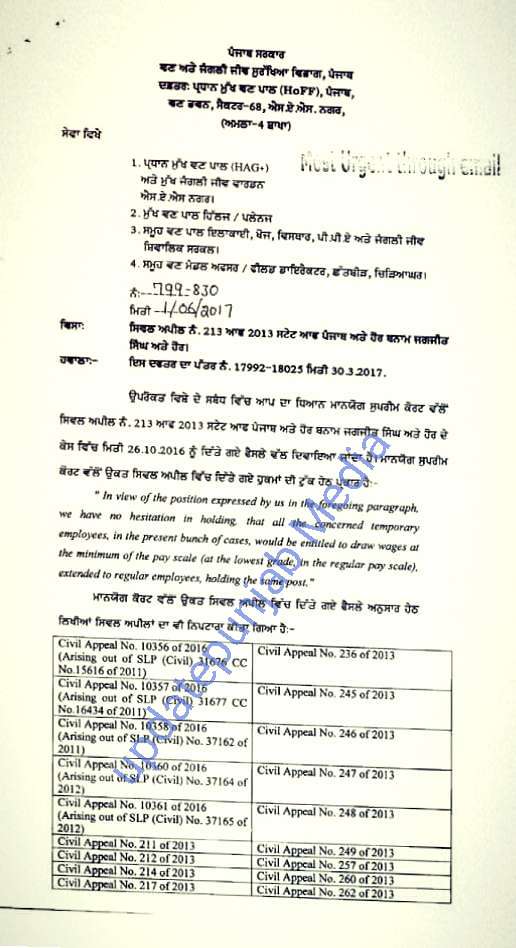 ਪੰਜਾਬ ਸਰਕਾਰ
ਵਣ ਅਤੇ ਜੰਗਲੀ ਜੀਵ ਸੁਰੱਖਿਆ ਵਿਭਾਗ, ਪੰਜਾਬ
ਦਫਤਰ: ਪ੍ਰਧਾਨ ਮੁੱਖ ਵਣ ਪਾਲ (HoFF), ਪੰਜਾਬ,
ਵਣ ਭਵਨ, ਸੈਕਟਰ-68, ਐਸ.ਏ.ਐਸ. ਨਗਰ,
(ਅਮਲਾ-4 ਸ਼ਾਖਾ)
ਸੇਵਾ ਵਿਖੇ
Most Urgent through email
1. ਪ੍ਰਧਾਨ ਮੁੱਖ ਵਣ ਪਾਲ (HAG+)
ਅਤੇ ਮੁੱਖ ਜੰਗਲੀ ਜੀਵ ਵਾਰਡਨ
ਐਸ.ਏ.ਐਸ ਨਗਰ।
2. ਮੁੱਖ ਵਣ ਪਾਲ ਹਿੱਲਜ / ਪਲੇਨਜ
3. ਸਮੂਹ ਵਣ ਪਾਲ ਇਲਾਕਾਈ, ਖੋਜ, ਵਿਸਥਾਰ, ਪੀ.ਪੀ.ਏ ਅਤੇ ਜੰਗਲੀ ਜੀਵ
ਸ਼ਿਵਾਲਿਕ ਸਰਕਲ।
4. ਸਮੂਹ ਵਣ ਮੰਡਲ ਅਫਸਰ / ਫੀਲਡ ਡਾਇਰੈਕਟਰ, ਛੱਤਬੀੜ, ਚਿੜਿਆਘਰ।
ਨੰ:- 799-830
ਮਿਤੀ -1/06/2017
ਵਿਸ਼ਾ: ਸਿਵਲ ਅਪੀਲ ਨੰ. 213 ਆਫ 2013 ਸਟੇਟ ਆਫ ਪੰਜਾਬ ਅਤੇ ਹੋਰ ਬਨਾਮ ਜਗਜੀਤ
ਸਿੰਘ ਅਤੇ ਹੋਰ।
ਹਵਾਲਾ:- ਇਸ ਦਫਤਰ ਦਾ ਪੱਤਰ ਨੰ. 17992-18025 ਮਿਤੀ 30.3.2017.
ਉਪਰੋਕਤ ਵਿਸ਼ੇ ਦੇ ਸਬੰਧ ਵਿੱਚ ਆਪ ਦਾ ਧਿਆਨ ਮਾਨਯੋਗ ਸੁਪਰੀਮ ਕੋਰਟ ਵੱਲੋਂ
ਸਿਵਲ ਅਪੀਲ ਨੰ. 213 ਆਫ 2013 ਸਟੇਟ ਆਫ ਪੰਜਾਬ ਅਤੇ ਹੋਰ ਬਨਾਮ ਜਗਜੀਤ ਸਿੰਘ ਅਤੇ ਹੋਰ ਦੇ
ਕੇਸ ਵਿੱਚ ਮਿਤੀ 26.10.2016 ਨੂੰ ਦਿੱਤੇ ਗਏ ਫੈਸਲੇ ਵੱਲ ਦਿਵਾਇਆ ਜਾਂਦਾ ਹੈ। ਮਾਨਯੋਗ ਸੁਪਰੀਮ
ਕੋਰਟ ਵੱਲੋਂ ਉਕਤ ਸਿਵਲ ਅਪੀਲ ਵਿੱਚ ਦਿੱਤੇ ਗਏ ਹੁਕਮਾਂ ਦੀ ਟੁੱਕ ਹੇਠ ਪ੍ਰਕਾਰ ਹੈ:-
" In view of the position expressed by us in the foregoing paragraph,
we have no hesitation in holding, that all the concerned temporary
employees, in the present bunch of cases, would be entitled to draw wages at
the minimum of the pay scale (at the lowest grade, in the regular pay scale),
extended to regular employees, holding the same post."
ਮਾਨਯੋਗ ਕੋਰਟ ਵੱਲੋਂ ਉਕਤ ਸਿਵਲ ਅਪੀਲ ਵਿੱਚ ਦਿੱਤੇ ਗਏ ਫੈਸਲੇ ਅਨੁਸਾਰ ਹੇਠ
ਲਿਖੀਆਂ ਸਿਵਲ ਅਪੀਲਾਂ ਦਾ ਵੀ ਨਿਪਟਾਰਾ ਕੀਤਾ ਗਿਆ ਹੈ:-
Civil Appeal No. 10356 of 2016 Civil Appeal No. 236 of 2013
(Arising out of SLP (Civil) 31676 CC
No.15616 of 2011)
Civil Appeal No. 10357 of 2016 Civil Appeal No. 245 of 2013
(Arising out of SLP (Civil) 31677 CC
No.16434 of 2011)
Civil Appeal No. 10358 of 2016 Civil Appeal No. 246 of 2013
(Arising out of SLP (Civil) No. 37162 of
2011)
Civil Appeal No. 10360 of 2016 Civil Appeal No. 247 of 2013
(Arising out of SLP (Civil) No. 37164 of
2012)
Civil Appeal No. 10361 of 2016 Civil Appeal No. 248 of 2013
(Arising out of SLP (Civil) No. 37165 of
2012)
Civil Appeal No. 211 of 2013 Civil Appeal No. 249 of 2013
Civil Appeal No. 212 of 2013 Civil Appeal No. 257 of 2013
Civil Appeal No. 214 of 2013 Civil Appeal No. 260 of 2013
Civil Appeal No. 217 of 2013 Civil Appeal No. 262 of 2013
updatepunjab Media